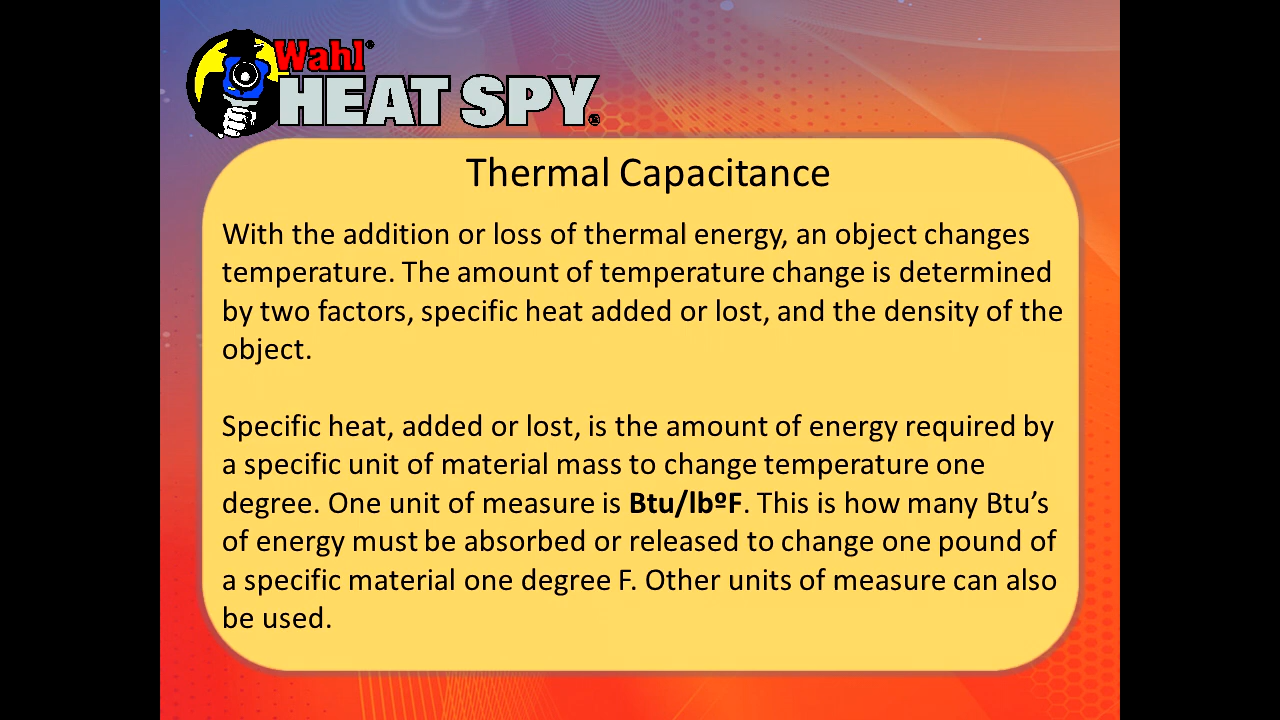 Wahl®
HEAT SPY®
Thermal Capacitance
With the addition or loss of thermal energy, an object changes
temperature. The amount of temperature change is determined
by two factors, specific heat added or lost, and the density of the
object.
Specific heat, added or lost, is the amount of energy required by
a specific unit of material mass to change temperature one
degree. One unit of measure is Btu/lbºF. This is how many Btu’s
of energy must be absorbed or released to change one pound of
a specific material one degree F. Other units of measure can also
be used.